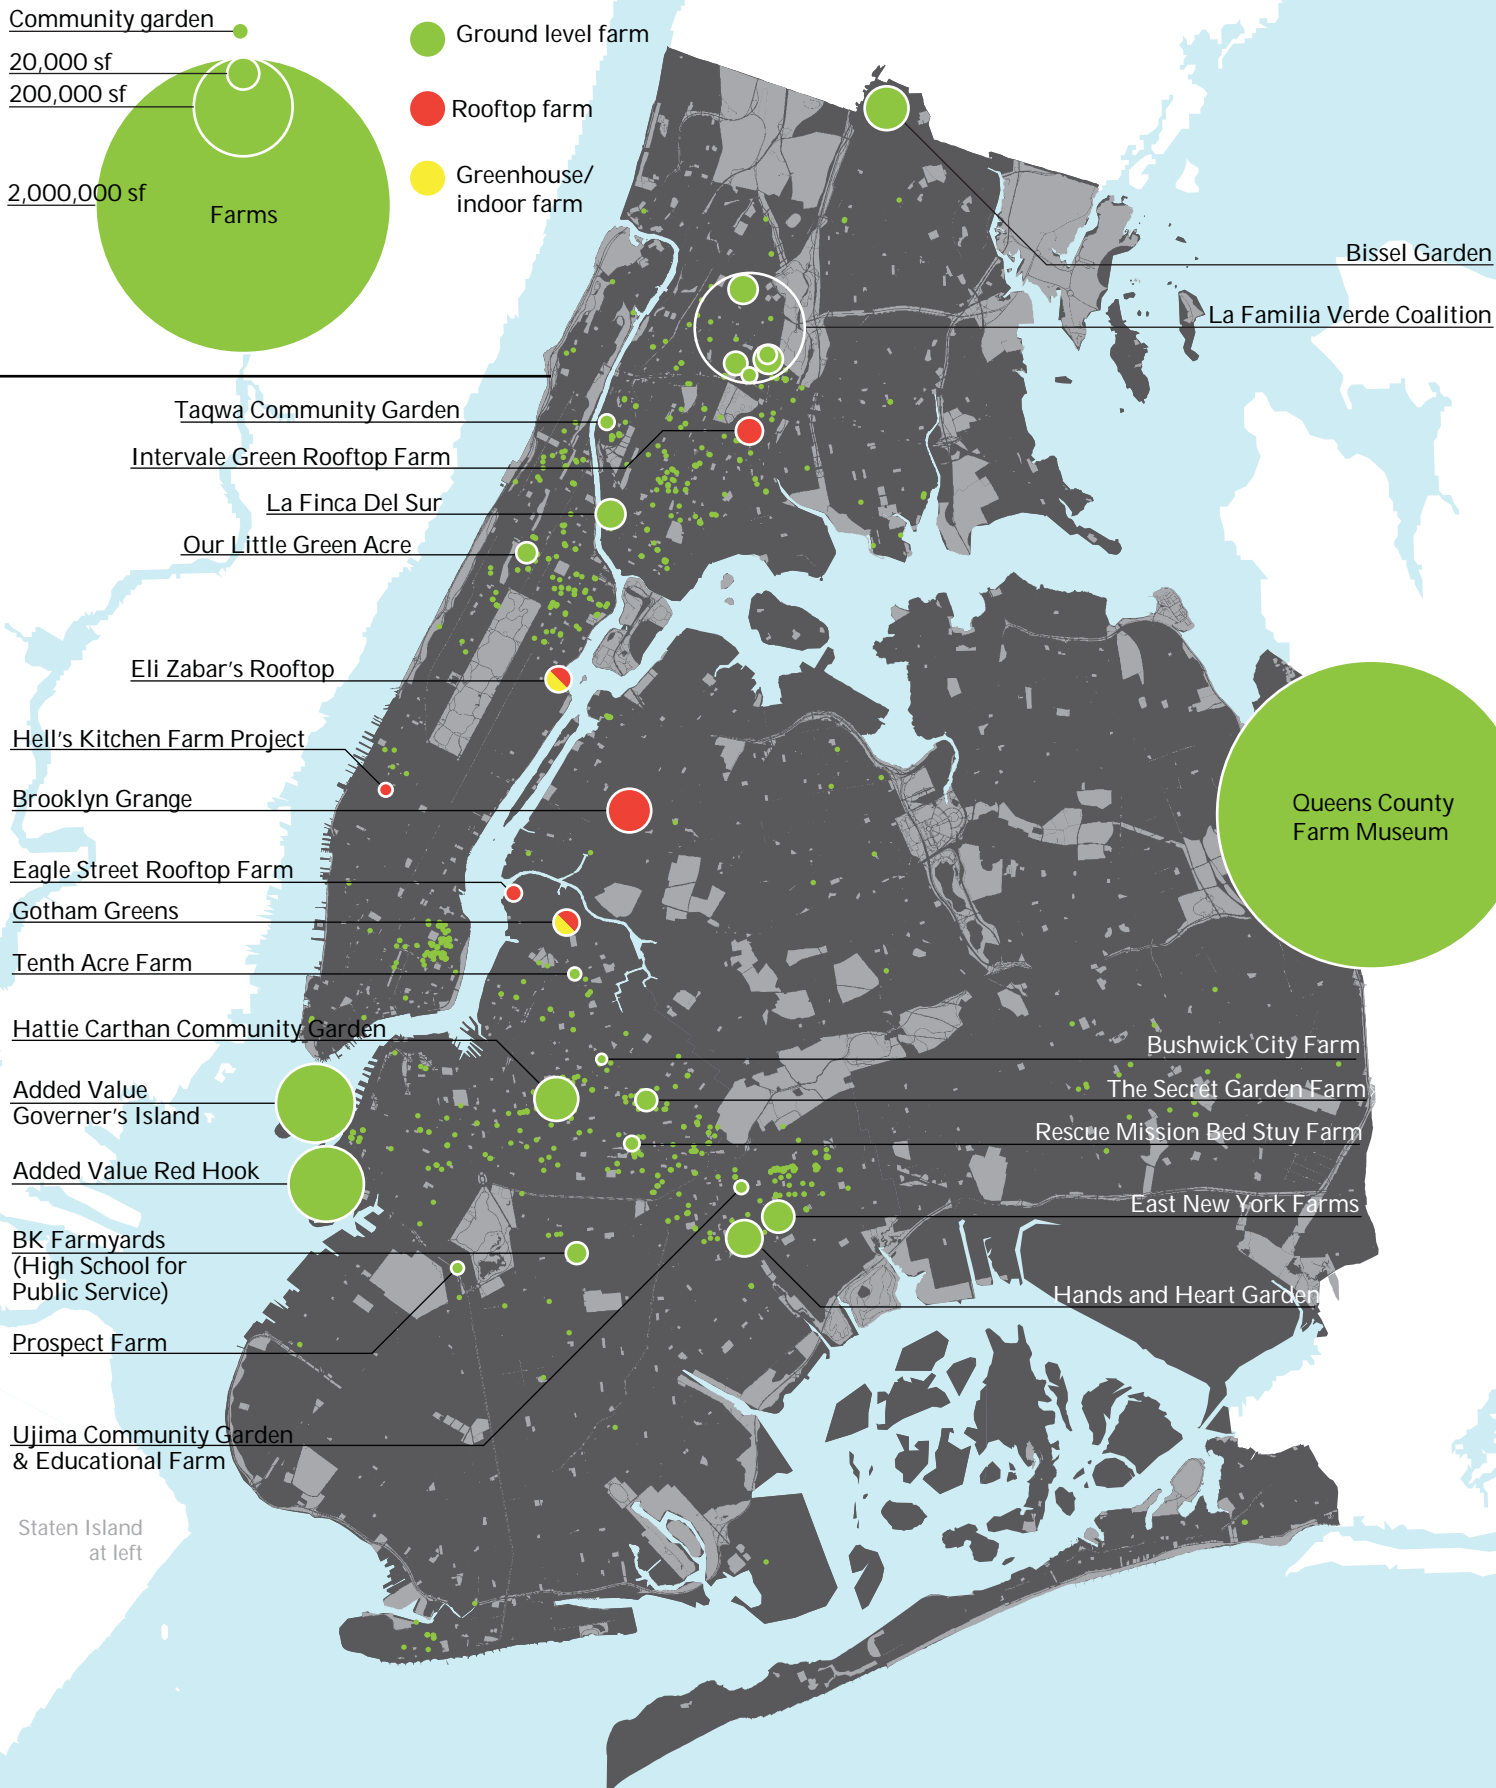 Community garden
20,000 sf
200,000 sf
2,000,000 sf
Farms
Ground level farm
Rooftop farm
Greenhouse/
indoor farm
Bissel Garden
La Familia Verde Coalition
Taqwa Community Garden
Intervale Green Rooftop Farm
La Finca Del Sur
Our Little Green Acre
Eli Zabar's Rooftop
Hell's Kitchen Farm Project
Brooklyn Grange
Queens County
Farm Museum
Eagle Street Rooftop Farm
Gotham Greens
Tenth Acre Farm
Hattie Carthan Community Garden
Bushwick City Farm
Added Value
Governer's Island
The Secret Garden Farm
Rescue Mission Bed Stuy Farm
Added Value Red Hook
East New York Farms
BK Farmyards
(High School for
Public Service)
Hands and Heart Garden
Prospect Farm
Ujima Community Garden
& Educational Farm
Staten Island
at left